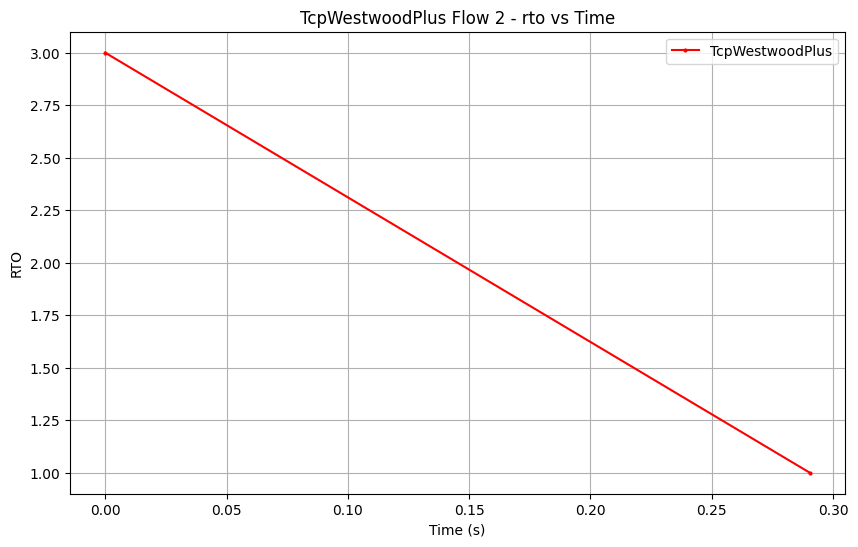 TcpWestwoodPlus Flow 2 - rto vs Time
TcpWestwoodPlus
3.00
2.75
2.50
2.25
2.00
1.75
1.50
1.25
1.00
RTO
0.00 0.05 0.10 0.15 0.20 0.25 0.30
Time (s)